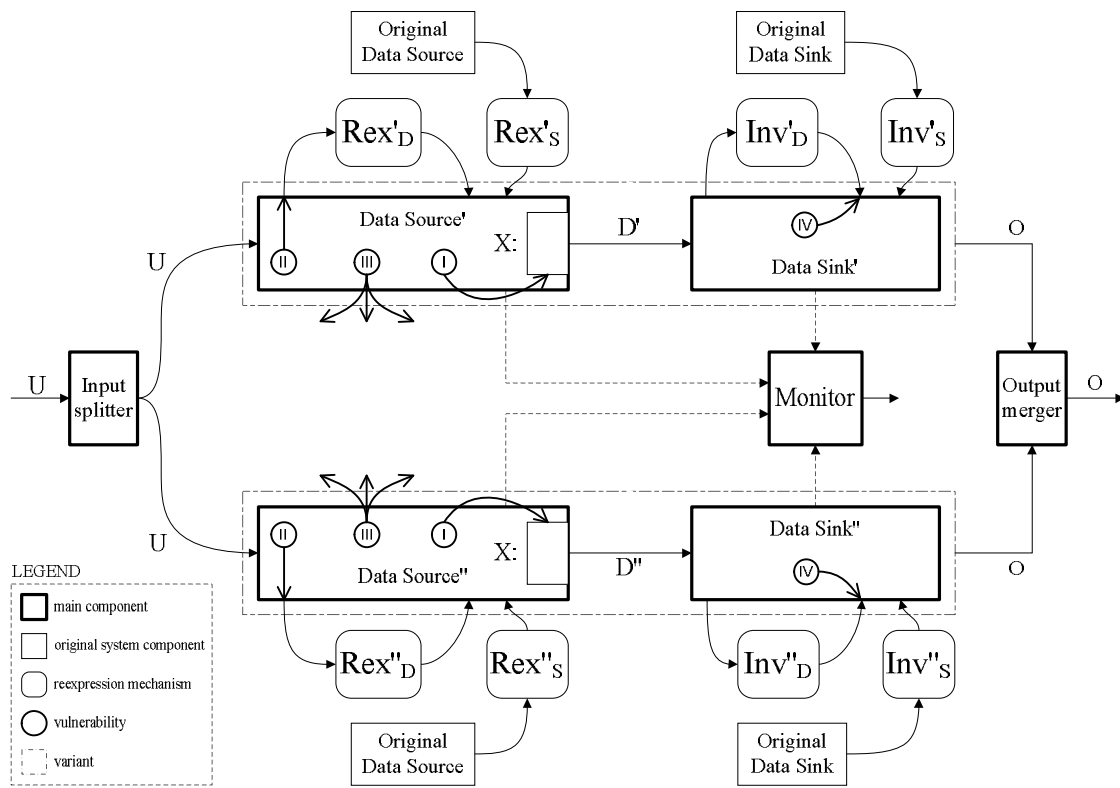 Original
Data Source
Original
Data Sink
Rex'D
Rex'S
Inv'D
Inv'S
Data Source'
X:
D'
IV
Data Sink'
O
II
III
I
U
U
Input
splitter
Monitor
Output
merger
O
U
II
III
I
X:
Data Source"
D"
Data Sink"
IV
O
LEGEND
main component
original system component
reexpression mechanism
vulnerability
variant
Rex"D
Rex"S
Inv"D
Inv"S
Original
Data Source
Original
Data Sink